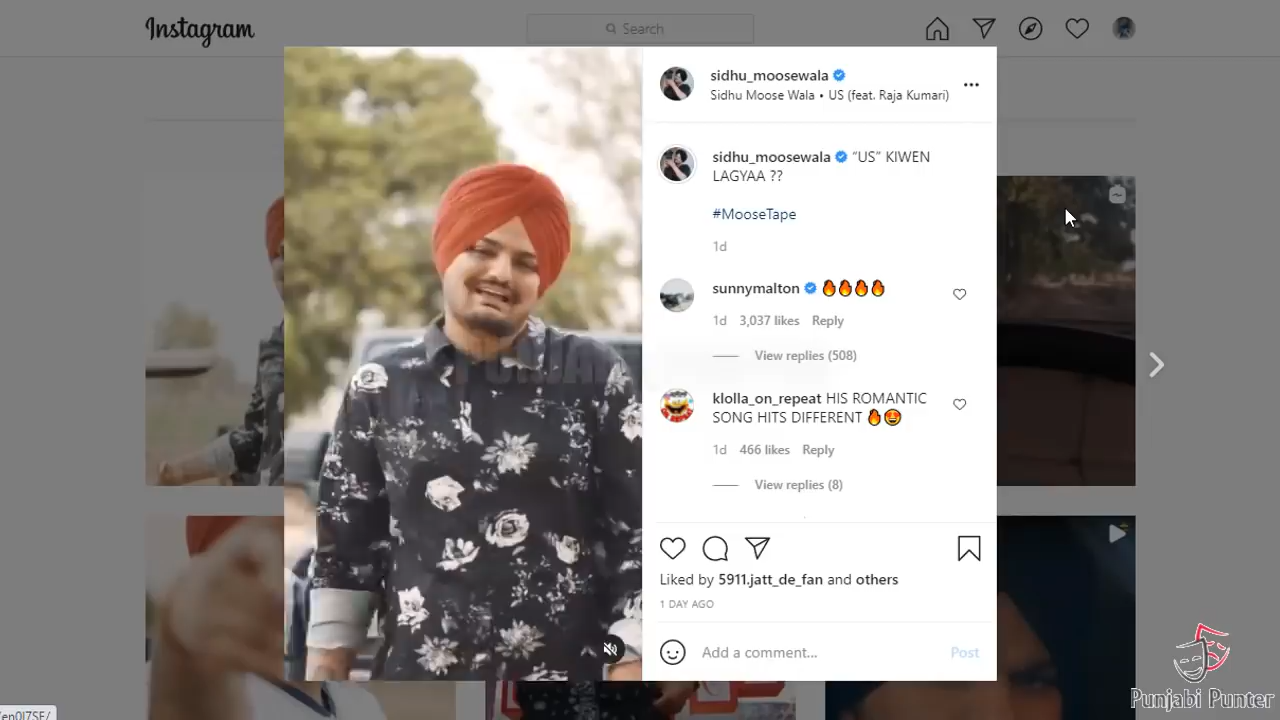 Instagram
Search
sidhu_moosewala
Sidhu Moose Wala • US (feat. Raja Kumari)
sidhu_moosewala “US” KIWEN
LAGYAA ??
#MooseTape
1d
sunnymalton 🔥🔥🔥🔥
1d 3,037 likes Reply
View replies (508)
klolla_on_repeat HIS ROMANTIC
SONG HITS DIFFERENT 🔥😍
1d 466 likes Reply
View replies (8)
Liked by 5911.jatt_de_fan and others
1 DAY AGO
Add a comment... Post
Punjabi Punter